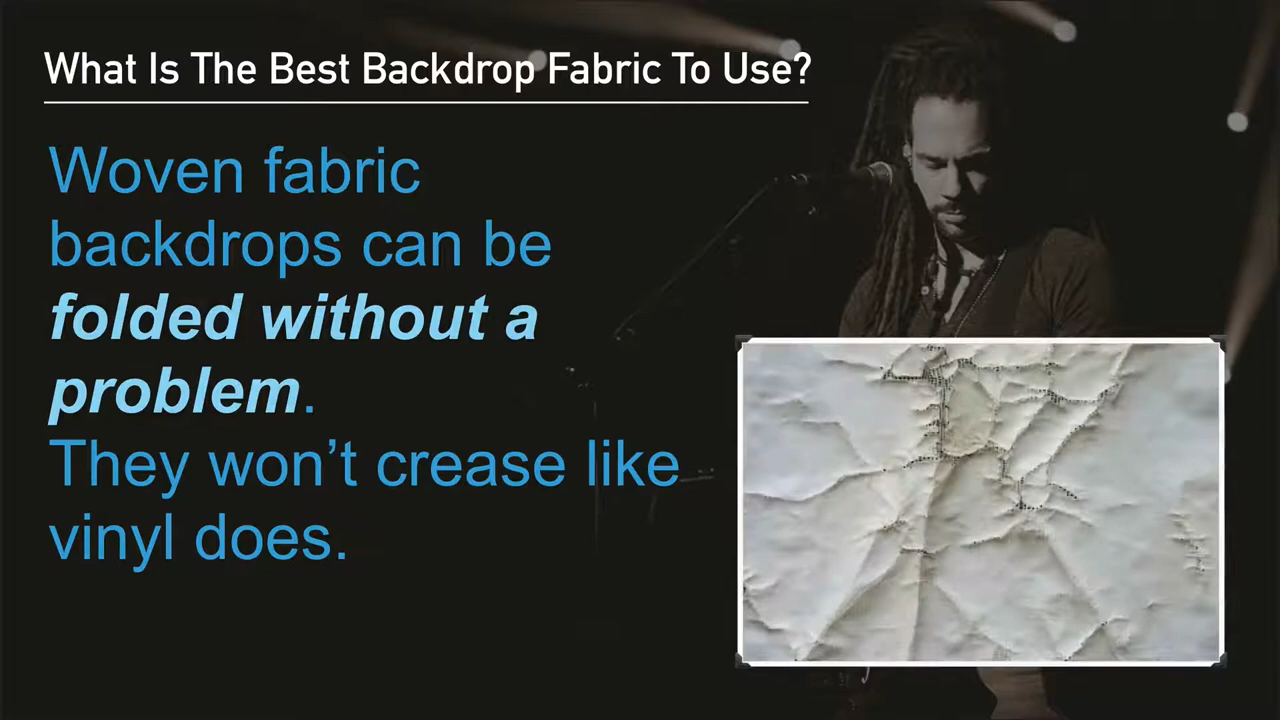 What Is The Best Backdrop Fabric To Use?
Woven fabric
backdrops can be
folded without a
problem.
They won’t crease like
vinyl does.